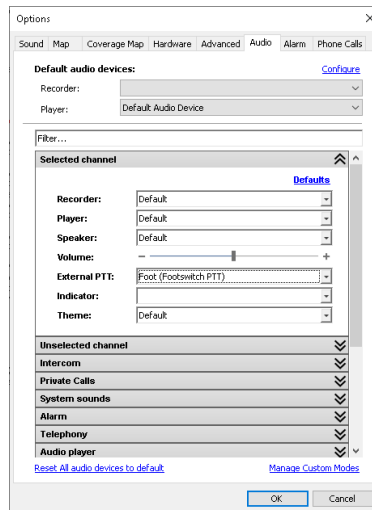 Options
Sound Map Coverage Map Hardware Advanced Audio Alarm Phone Calls
Default audio devices: Configure
Recorder:
Player: Default Audio Device
Filter...
Selected channel
Defaults
Recorder: Default
Player: Default
Speaker: Default
Volume: − +
External PTT: Foot (Footswitch PTT)
Indicator:
Theme: Default
Unselected channel
Intercom
Private Calls
System sounds
Alarm
Telephony
Audio player
Reset All audio devices to default Manage Custom Modes
OK Cancel